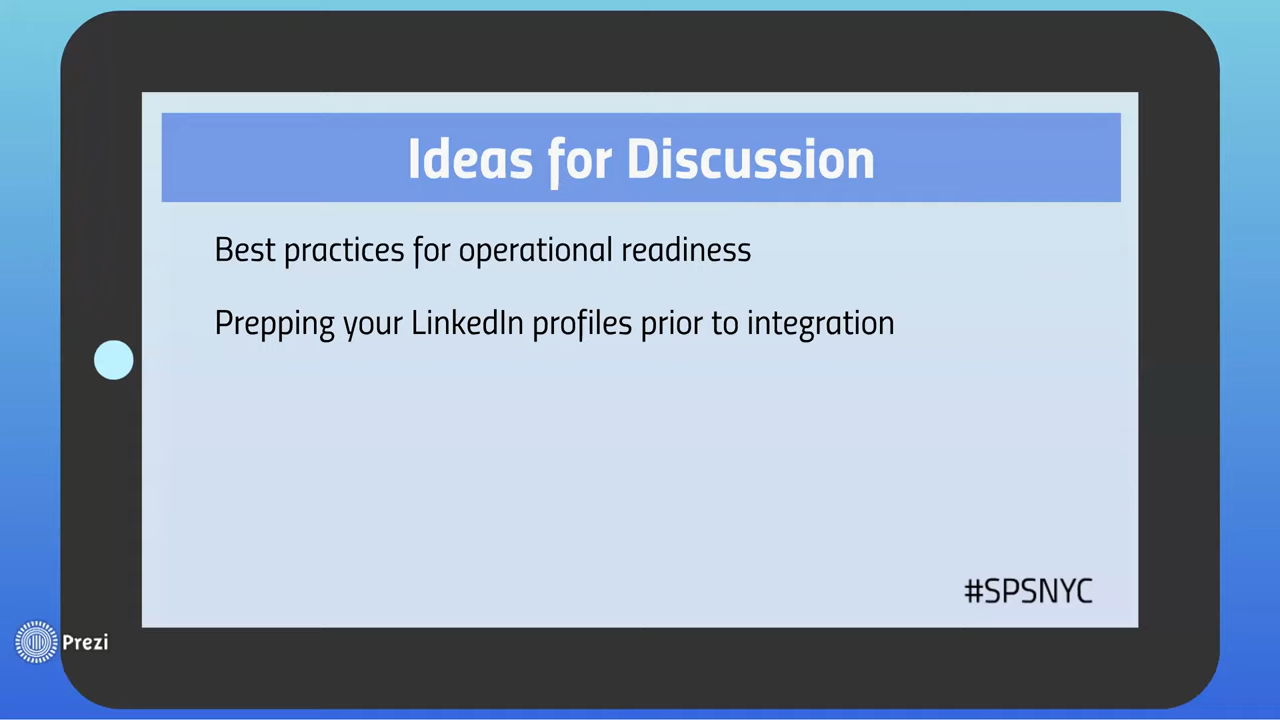 Ideas for Discussion
Best practices for operational readiness
Prepping your LinkedIn profiles prior to integration
#SPSNYC
Prezi